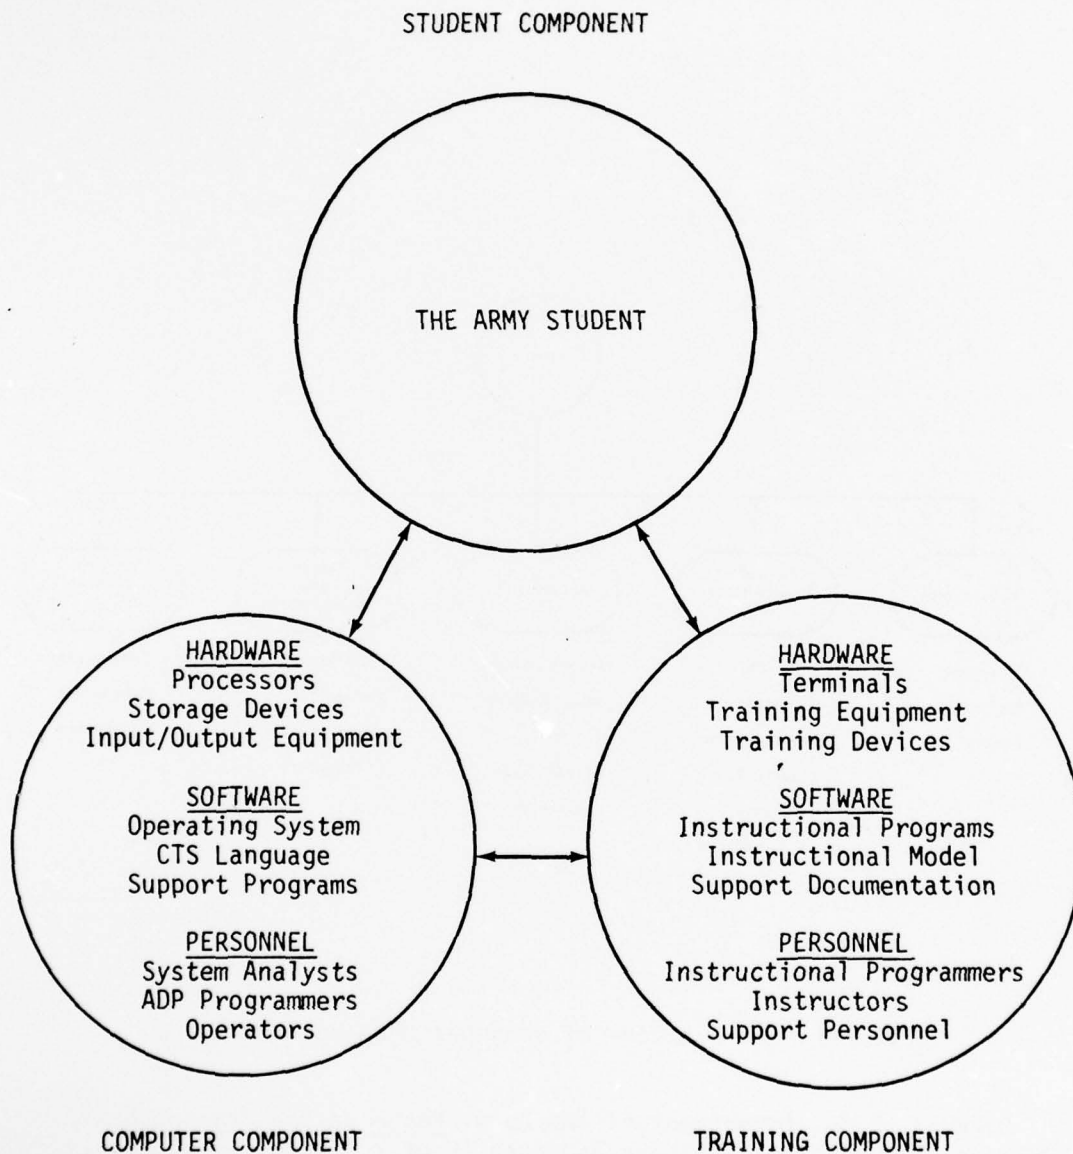 STUDENT COMPONENT
THE ARMY STUDENT
HARDWARE
Processors
Storage Devices
Input/Output Equipment
SOFTWARE
Operating System
CTS Language
Support Programs
PERSONNEL
System Analysts
ADP Programmers
Operators
COMPUTER COMPONENT
HARDWARE
Terminals
Training Equipment
Training Devices
SOFTWARE
Instructional Programs
Instructional Model
Support Documentation
PERSONNEL
Instructional Programmers
Instructors
Support Personnel
TRAINING COMPONENT